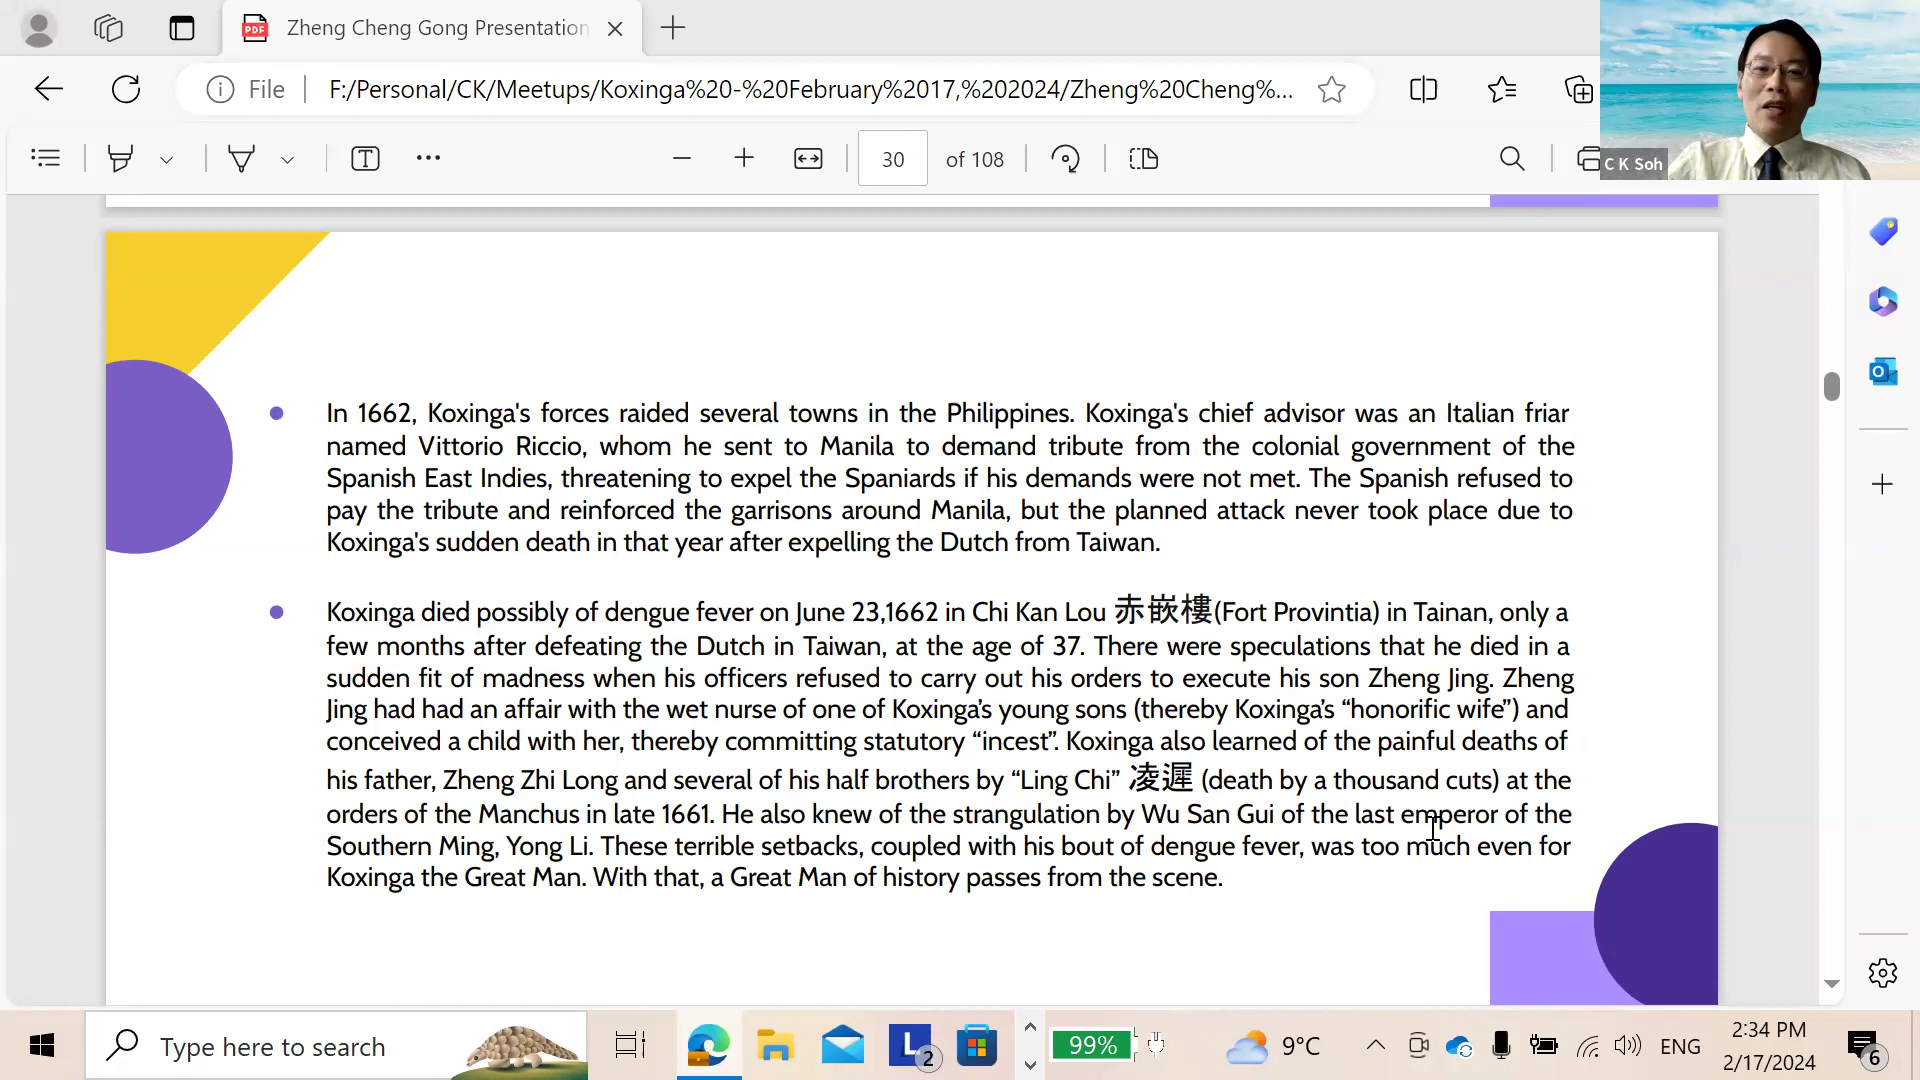 Zheng Cheng Gong Presentation
File
F:/Personal/CK/Meetups/Koxinga%20-%20February%2017,%202024/Zheng%20Cheng%...
30 of 108
C K Soh
In 1662, Koxinga's forces raided several towns in the Philippines. Koxinga's chief advisor was an Italian friar
named Vittorio Riccio, whom he sent to Manila to demand tribute from the colonial government of the
Spanish East Indies, threatening to expel the Spaniards if his demands were not met. The Spanish refused to
pay the tribute and reinforced the garrisons around Manila, but the planned attack never took place due to
Koxinga's sudden death in that year after expelling the Dutch from Taiwan.
Koxinga died possibly of dengue fever on June 23,1662 in Chi Kan Lou 赤嵌樓(Fort Provintia) in Tainan, only a
few months after defeating the Dutch in Taiwan, at the age of 37. There were speculations that he died in a
sudden fit of madness when his officers refused to carry out his orders to execute his son Zheng Jing. Zheng
Jing had had an affair with the wet nurse of one of Koxinga’s young sons (thereby Koxinga’s “honorific wife”) and
conceived a child with her, thereby committing statutory “incest”. Koxinga also learned of the painful deaths of
his father, Zheng Zhi Long and several of his half brothers by “Ling Chi” 凌遲 (death by a thousand cuts) at the
orders of the Manchus in late 1661. He also knew of the strangulation by Wu San Gui of the last emperor of the
Southern Ming, Yong Li. These terrible setbacks, coupled with his bout of dengue fever, was too much even for
Koxinga the Great Man. With that, a Great Man of history passes from the scene.
Type here to search
L
2
99%
9°C
ENG
2:34 PM
2/17/2024
6